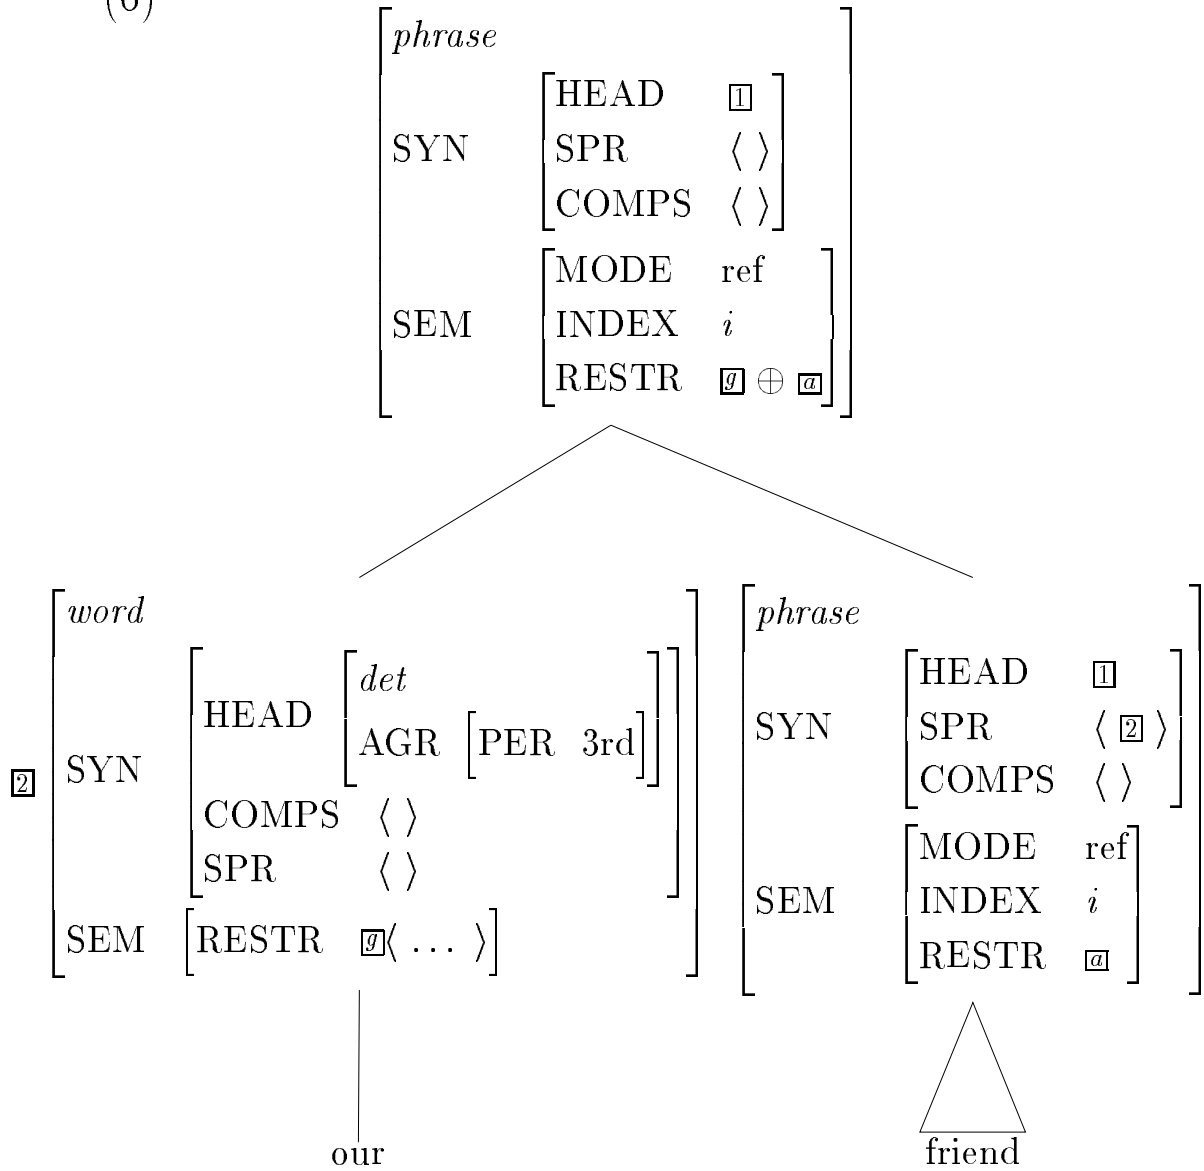 (6)
phrase
SYN
HEAD 1
SPR ⟨ ⟩
COMPS ⟨ ⟩
SEM
MODE ref
INDEX i
RESTR g ⊕ a
2
word
SYN
HEAD
det
AGR [PER 3rd]
COMPS ⟨ ⟩
SPR ⟨ ⟩
SEM [RESTR g⟨ ... ⟩]
our
phrase
SYN
HEAD 1
SPR ⟨ 2 ⟩
COMPS ⟨ ⟩
SEM
MODE ref
INDEX i
RESTR a
friend